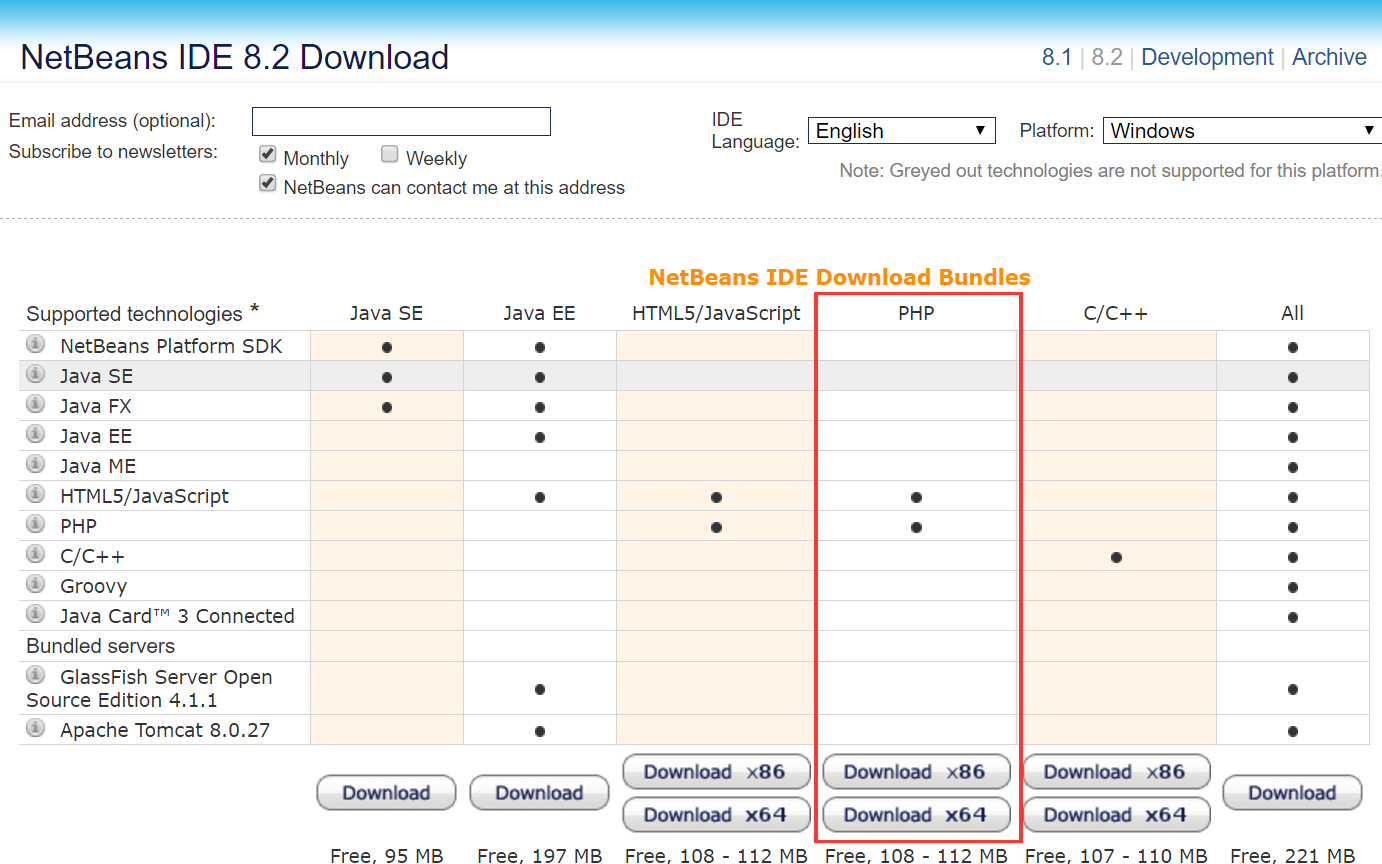 NetBeans IDE 8.2 Download
8.1 | 8.2 | Development | Archive
Email address (optional):
IDE Language: English
Platform: Windows
Subscribe to newsletters:
Monthly Weekly
Note: Greyed out technologies are not supported for this platform.
NetBeans can contact me at this address
NetBeans IDE Download Bundles
Supported technologies * Java SE Java EE HTML5/JavaScript PHP C/C++ All
NetBeans Platform SDK • • •
Java SE • • •
Java FX • • •
Java EE • •
Java ME •
HTML5/JavaScript • • • •
PHP • • •
C/C++ • •
Groovy •
Java Card™ 3 Connected •
Bundled servers
GlassFish Server Open
Source Edition 4.1.1 • •
Apache Tomcat 8.0.27 • •
Download x86 Download x86 Download x86
Download Download Download
Download x64 Download x64 Download x64
Free, 95 MB Free, 197 MB Free, 108 - 112 MB Free, 108 - 112 MB Free, 107 - 110 MB Free, 221 MB